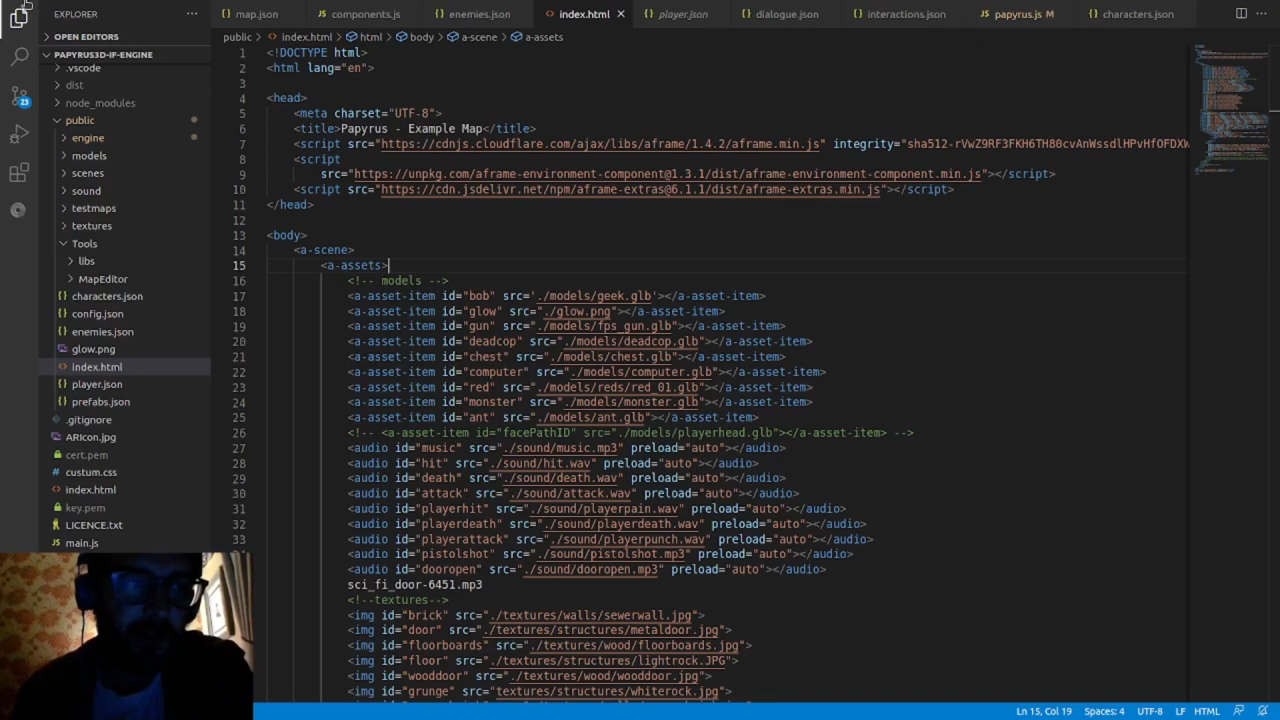 EXPLORER
map.json
components.js
enemies.json
index.html
player.json
dialogue.json
interactions.json
papyrus.js M
characters.json
OPEN EDITORS
public > index.html > html > body > a-scene > a-assets
PAPYRUS3D-IF-ENGINE
.vscode
dist
node_modules
public
engine
models
scenes
sound
testmaps
textures
Tools
libs
MapEditor
characters.json
config.json
enemies.json
glow.png
index.html
player.json
prefabs.json
.gitignore
ARIcon.jpg
cert.pem
custum.css
index.html
key.pem
LICENCE.txt
main.js
23
1 <!DOCTYPE html>
2 <html lang="en">
3
4 <head>
5 <meta charset="UTF-8">
6 <title>Papyrus - Example Map</title>
7 <script src="https://cdnjs.cloudflare.com/ajax/libs/aframe/1.4.2/aframe.min.js" integrity="sha512-rVwZ9RF3FKH6TH80cvAnWssdlHPvHfOFDXW
8 <script
9 src="https://unpkg.com/aframe-environment-component@1.3.1/dist/aframe-environment-component.min.js"></script>
10 <script src="https://cdn.jsdelivr.net/npm/aframe-extras@6.1.1/dist/aframe-extras.min.js"></script>
11 </head>
12
13 <body>
14 <a-scene>
15 <a-assets>
16 <!-- models -->
17 <a-asset-item id="bob" src='./models/geek.glb'></a-asset-item>
18 <a-asset-item id="glow" src="./glow.png"></a-asset-item>
19 <a-asset-item id="gun" src="./models/fps_gun.glb"></a-asset-item>
20 <a-asset-item id="deadcop" src="./models/deadcop.glb"></a-asset-item>
21 <a-asset-item id="chest" src="./models/chest.glb"></a-asset-item>
22 <a-asset-item id="computer" src="./models/computer.glb"></a-asset-item>
23 <a-asset-item id="red" src="./models/reds/red_01.glb"></a-asset-item>
24 <a-asset-item id="monster" src="./models/monster.glb"></a-asset-item>
25 <a-asset-item id="ant" src="./models/ant.glb"></a-asset-item>
26 <!-- <a-asset-item id="facePathID" src="./models/playerhead.glb"></a-asset-item> -->
27 <audio id="music" src="./sound/music.mp3" preload="auto"></audio>
28 <audio id="hit" src="./sound/hit.wav" preload="auto"></audio>
29 <audio id="death" src="./sound/death.wav" preload="auto"></audio>
30 <audio id="attack" src="./sound/attack.wav" preload="auto"></audio>
31 <audio id="playerhit" src="./sound/playerpain.wav" preload="auto"></audio>
32 <audio id="playerdeath" src="./sound/playerdeath.wav" preload="auto"></audio>
33 <audio id="playerattack" src="./sound/playerpunch.wav" preload="auto"></audio>
<audio id="pistolshot" src="./sound/pistolshot.mp3" preload="auto"></audio>
<audio id="dooropen" src="./sound/dooropen.mp3" preload="auto"></audio>
sci_fi_door-6451.mp3
<!--textures-->
<img id="brick" src="./textures/walls/sewerwall.jpg">
<img id="door" src="./textures/structures/metaldoor.jpg">
<img id="floorboards" src="./textures/wood/floorboards.jpg">
<img id="floor" src="./textures/structures/lightrock.JPG">
<img id="wooddoor" src="./textures/wood/wooddoor.jpg">
<img id="grunge" src="textures/structures/whiterock.jpg">
Ln 15, Col 19
Spaces: 4
UTF-8
LF
HTML